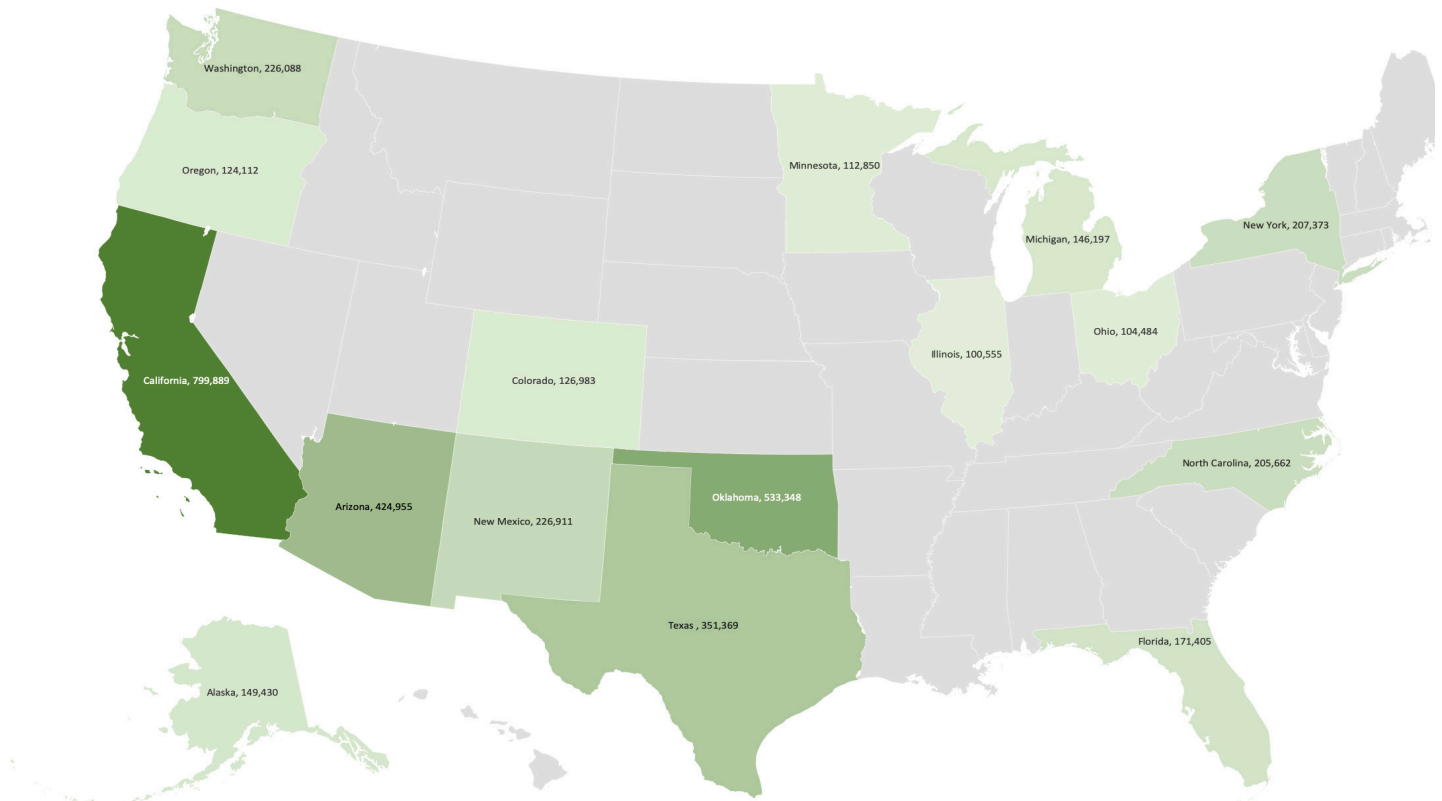 Washington, 226,088
Oregon, 124,112
Minnesota, 112,850
Michigan, 146,197
New York, 207,373
Ohio, 104,484
Illinois, 100,555
California, 799,889
Colorado, 126,983
North Carolina, 205,662
Arizona, 424,955
New Mexico, 226,911
Oklahoma, 533,348
Texas , 351,369
Florida, 171,405
Alaska, 149,430